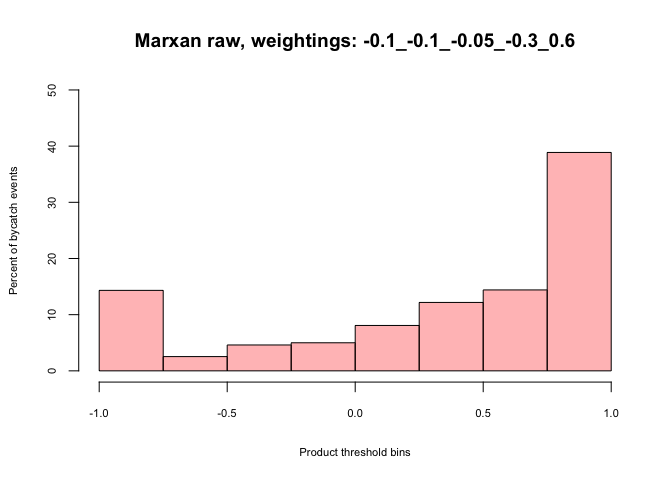 Marxan raw, weightings: -0.1_-0.1_-0.05_-0.3_0.6
50
40
30
20
10
0
Percent of bycatch events
-1.0 -0.5 0.0 0.5 1.0
Product threshold bins